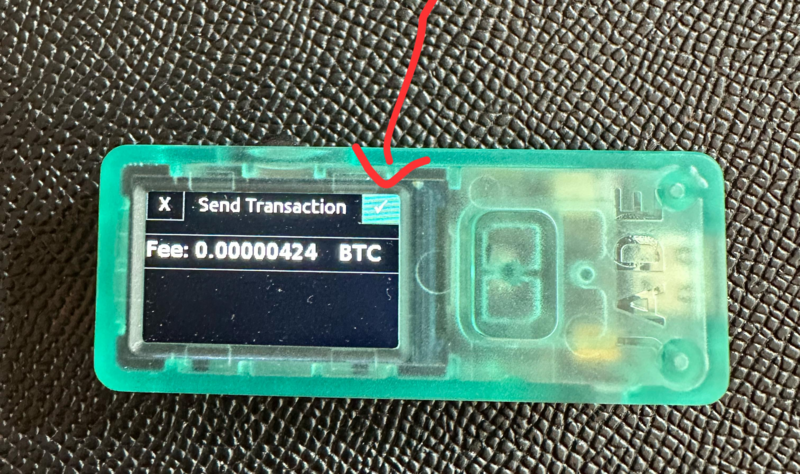 X Send Transaction ✓
Fee: 0.00000424 BTC
JADE